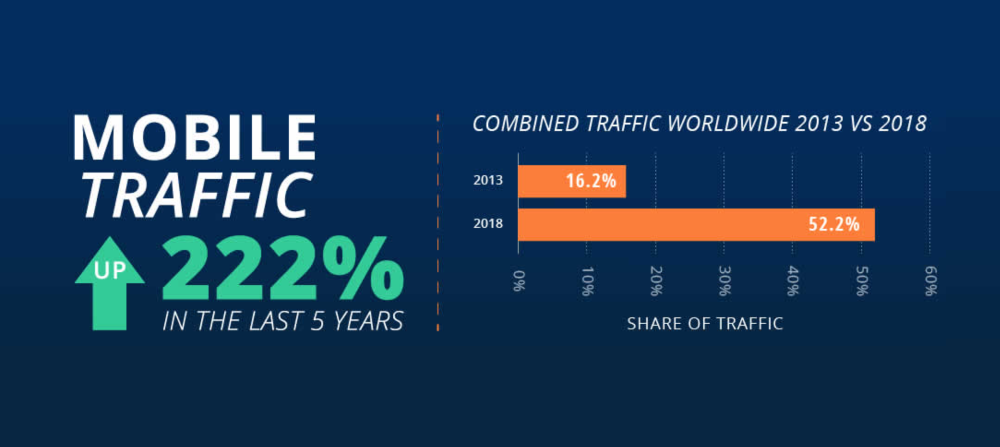 MOBILE
TRAFFIC
UP
222%
IN THE LAST 5 YEARS
COMBINED TRAFFIC WORLDWIDE 2013 VS 2018
2013
16.2%
2018
52.2%
0%
10%
20%
30%
40%
50%
60%
SHARE OF TRAFFIC